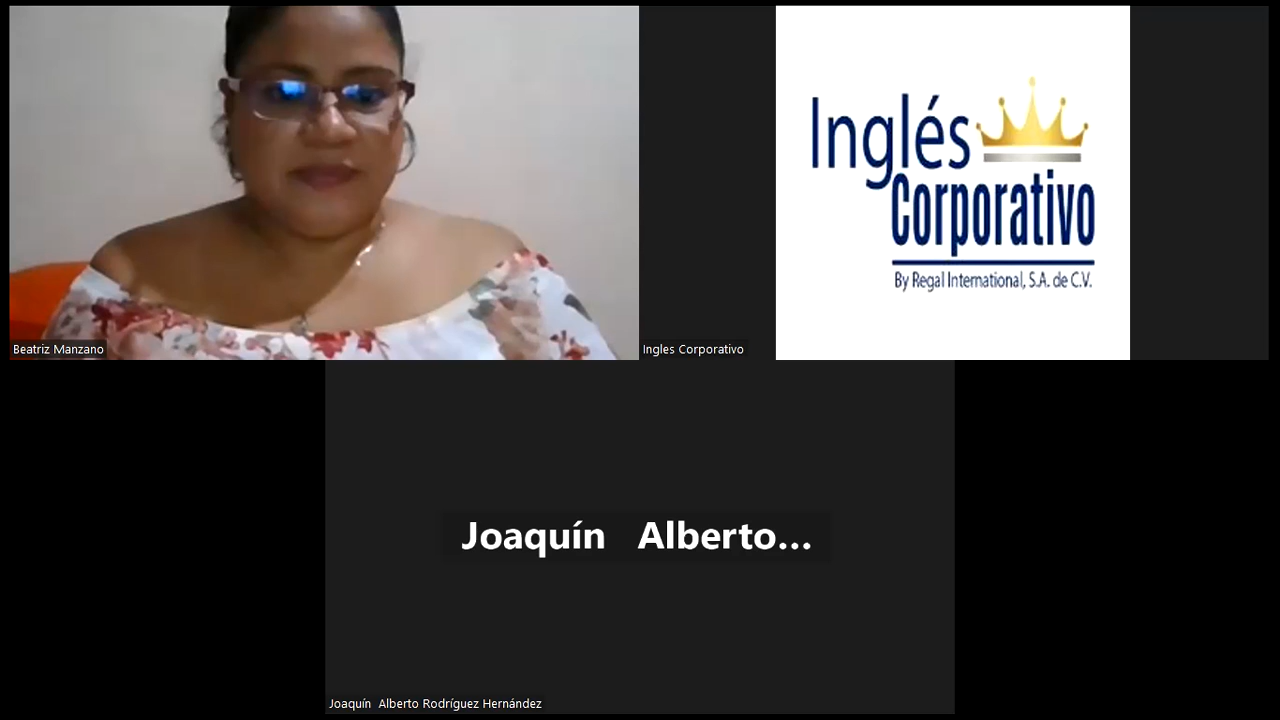 Inglés
Corporativo
By Regal International, S.A. de C.V.
Beatriz Manzano
Ingles Corporativo
Joaquín Alberto...
Joaquín Alberto Rodríguez Hernández